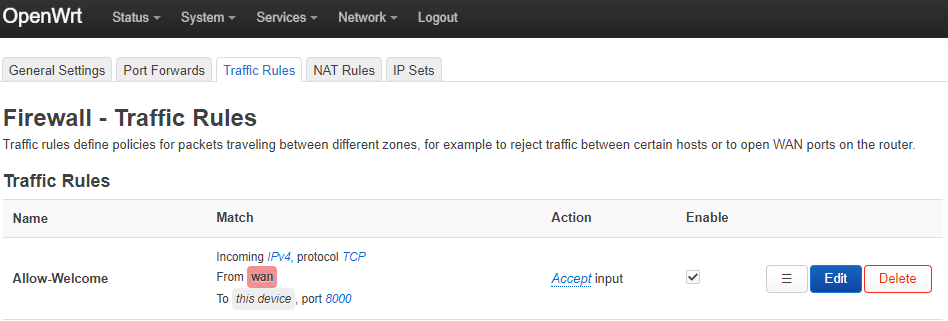 OpenWrt Status System Services Network Logout
General Settings Port Forwards Traffic Rules NAT Rules IP Sets
Firewall - Traffic Rules
Traffic rules define policies for packets traveling between different zones, for example to reject traffic between certain hosts or to open WAN ports on the router.
Traffic Rules
Name Match Action Enable
Allow-Welcome
Incoming IPv4, protocol TCP
From wan
To this device, port 8000
Accept input
Edit Delete